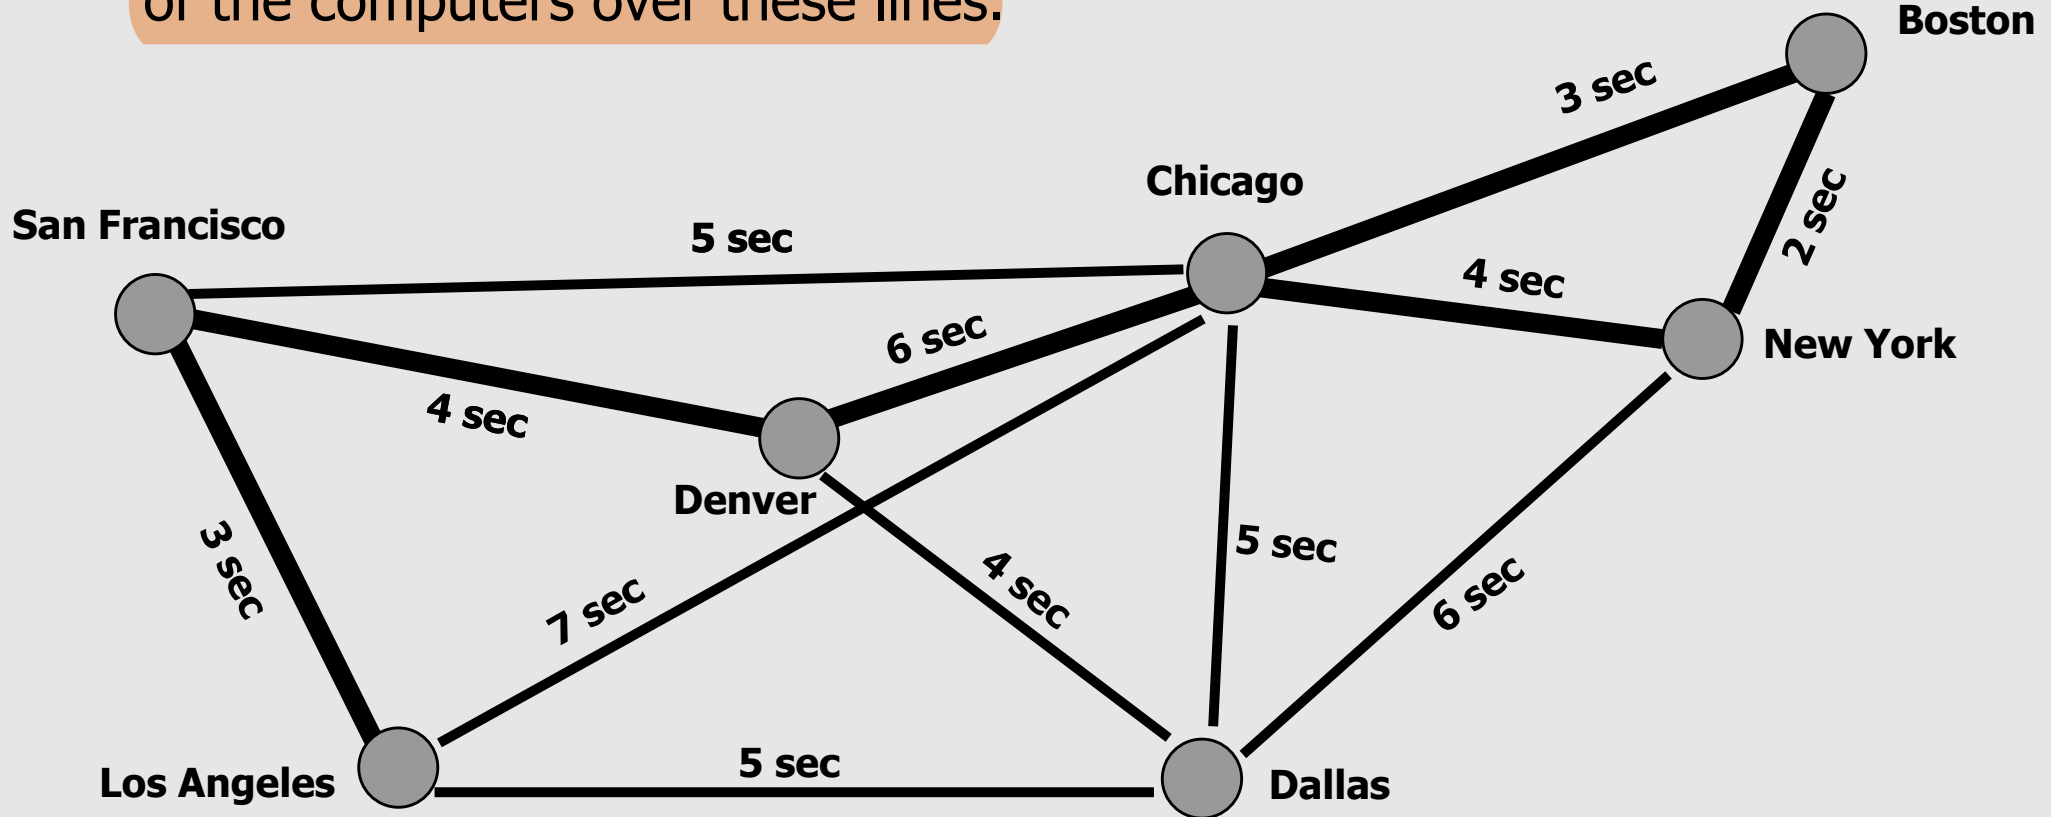 of the computers over these lines.
Boston
3 sec
Chicago
2 sec
San Francisco
5 sec
4 sec
6 sec
New York
4 sec
Denver
3 sec
5 sec
4 sec
7 sec
6 sec
5 sec
Los Angeles
Dallas